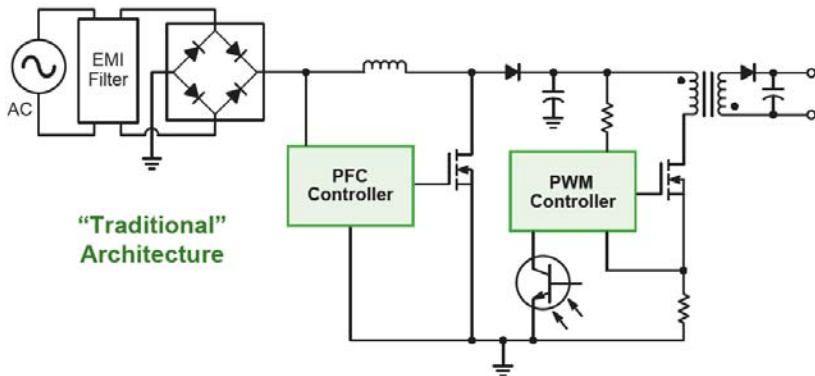 EMI
Filter
AC
PFC
Controller
PWM
Controller
“Traditional”
Architecture